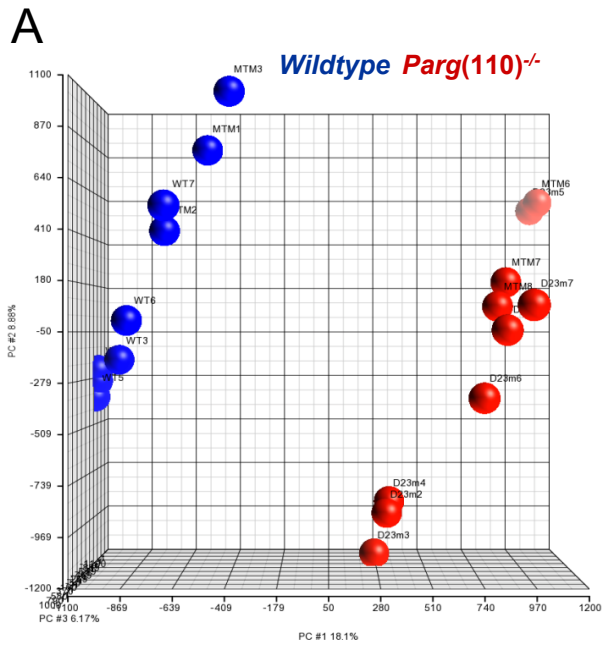 A
Wildtype Parg(110)-/-
MTM3
MTM1
WT7
MTM2
WT6
WT3
WT5
MTM6
D23m5
MTM7
D23m7
MTM8
D23m6
D23m4
D23m2
D23m3
1100
870
640
410
180
-50
-279
-509
-739
-969
-1200
PC #2 8.88%
-1100
-869
-639
-409
-179
50
280
510
740
970
1200
PC #3 6.17%
PC #1 18.1%